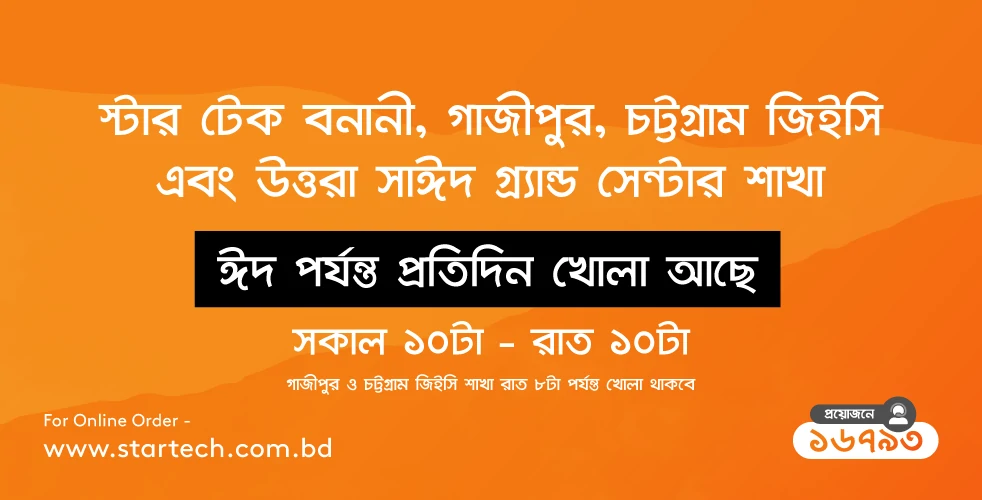 স্টার টেক বনানী, গাজীপুর, চট্টগ্রাম জিইসি
এবং উত্তরা সাঈদ গ্র্যান্ড সেন্টার শাখা
ঈদ পর্যন্ত প্রতিদিন খোলা আছে
সকাল ১০টা - রাত ১০টা
গাজীপুর ও চট্টগ্রাম জিইসি শাখা রাত ৮টা পর্যন্ত খোলা থাকবে
For Online Order -
www.startech.com.bd
প্রয়োজনে
১৬৭৯৩